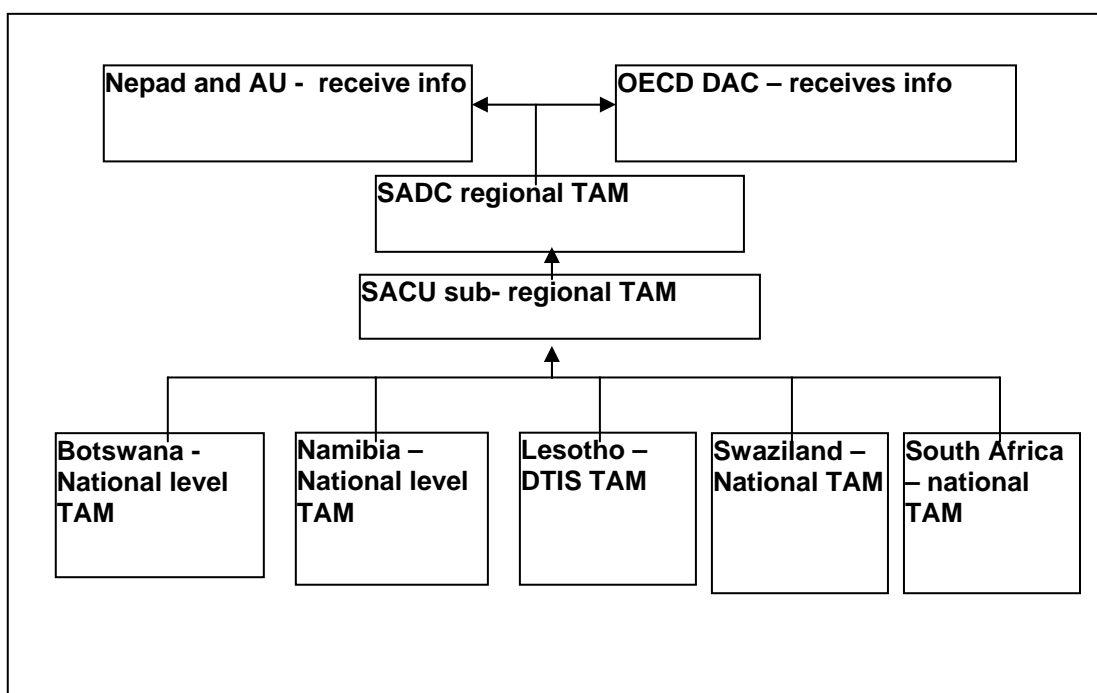 Nepad and AU -  receive info
OECD DAC – receives info
SADC regional TAM
SACU sub- regional TAM
Botswana -
National level
TAM
Namibia –
National level
TAM
Lesotho –
DTIS TAM
Swaziland –
National TAM
South Africa
– national
TAM